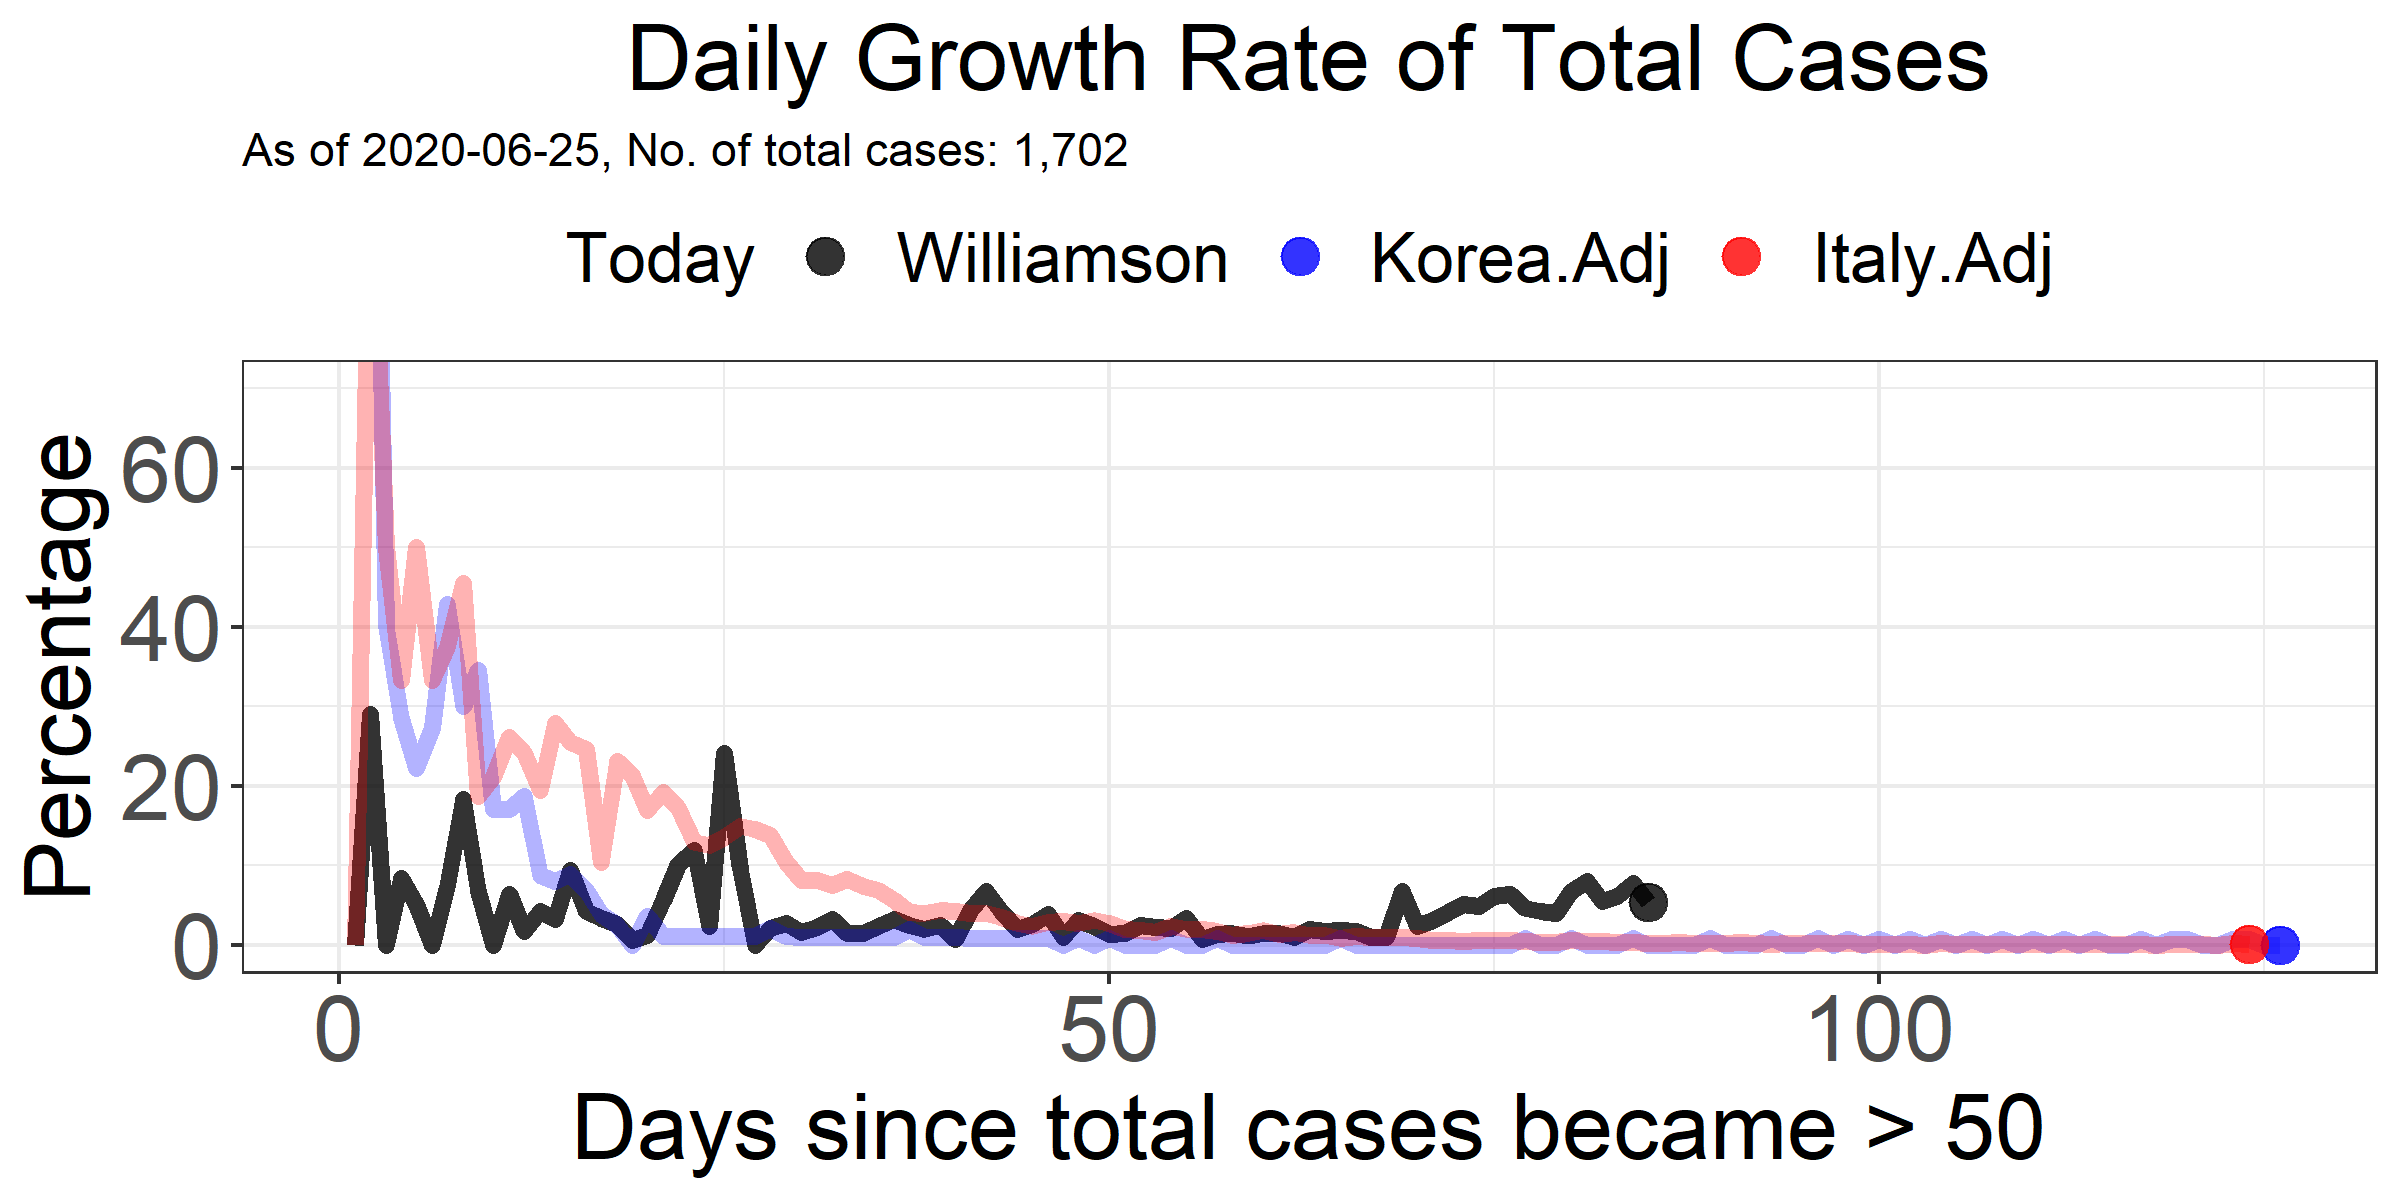 Daily Growth Rate of Total Cases
As of 2020-06-25, No. of total cases: 1,702
Today Williamson Korea.Adj Italy.Adj
Percentage
60
40
20
0
0 50 100
Days since total cases became > 50